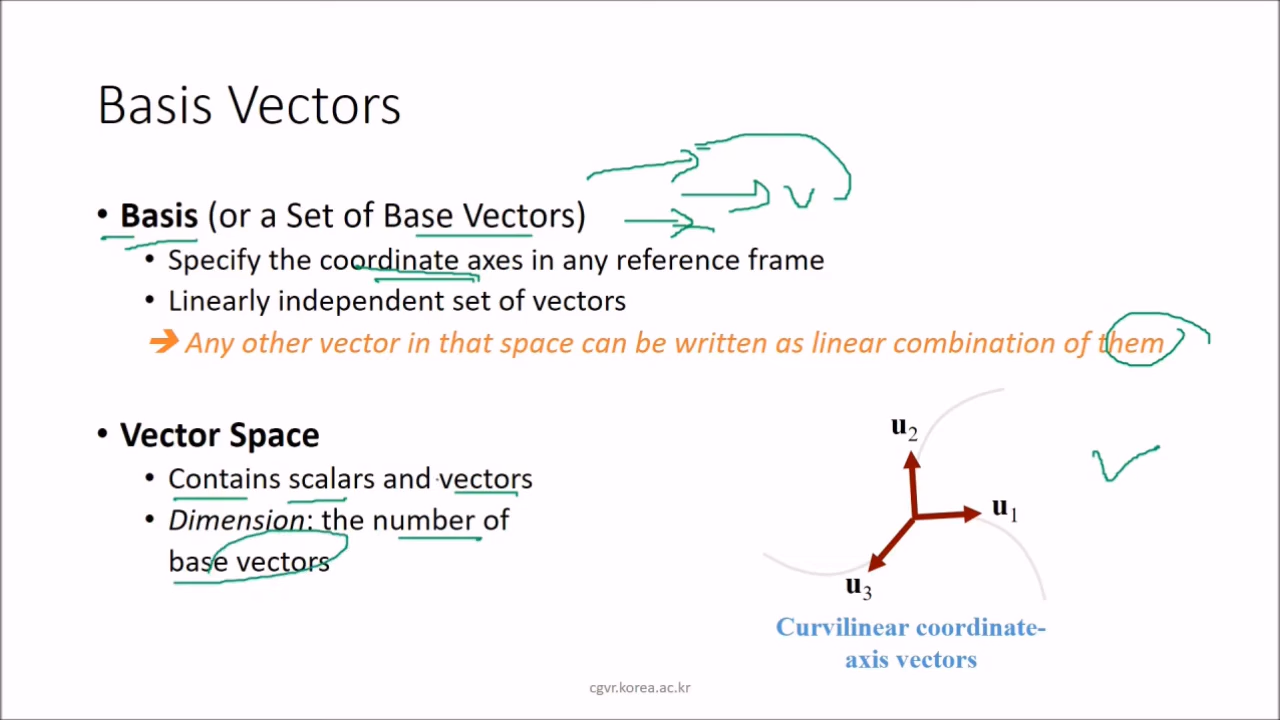 Basis Vectors
• Basis (or a Set of Base Vectors)
v
• Specify the coordinate axes in any reference frame
• Linearly independent set of vectors
➔ Any other vector in that space can be written as linear combination of them
• Vector Space
• Contains scalars and vectors
• Dimension: the number of
base vectors
u2
u1
u3
Curvilinear coordinate-
axis vectors
cgvr.korea.ac.kr